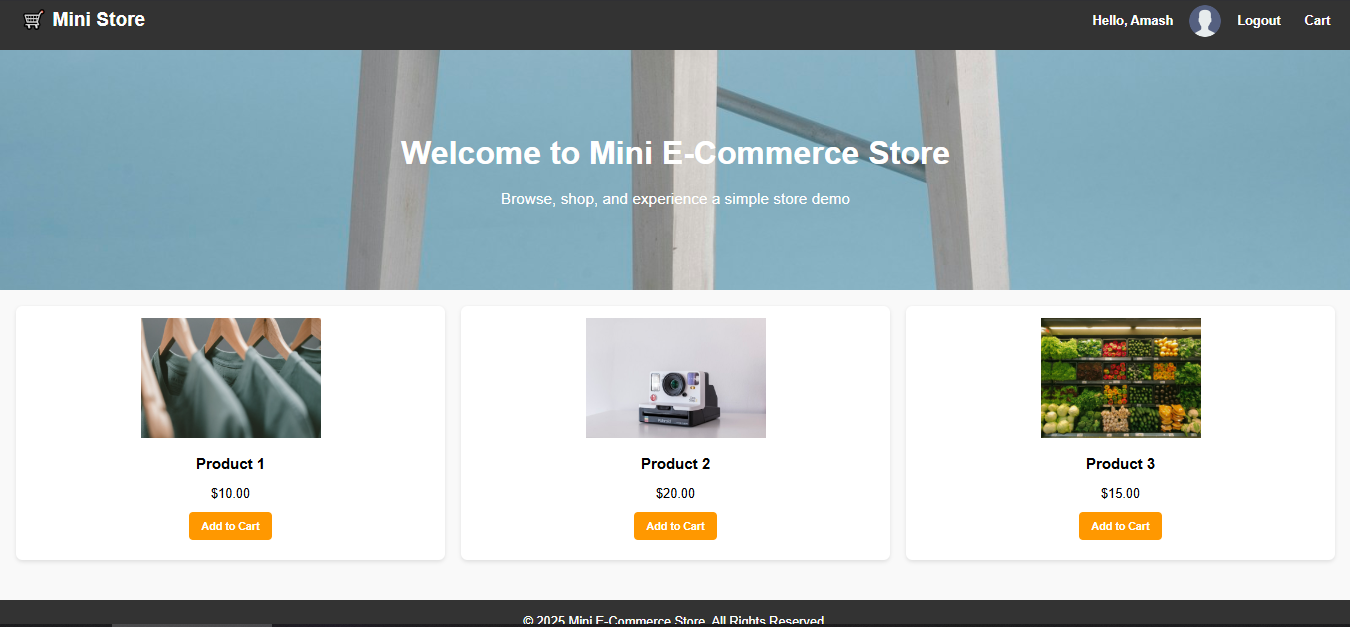 Mini Store
Hello, Amash
Logout
Cart
Welcome to Mini E-Commerce Store
Browse, shop, and experience a simple store demo
Product 1
$10.00
Add to Cart
Product 2
$20.00
Add to Cart
Product 3
$15.00
Add to Cart
© 2025 Mini E-Commerce Store. All Rights Reserved